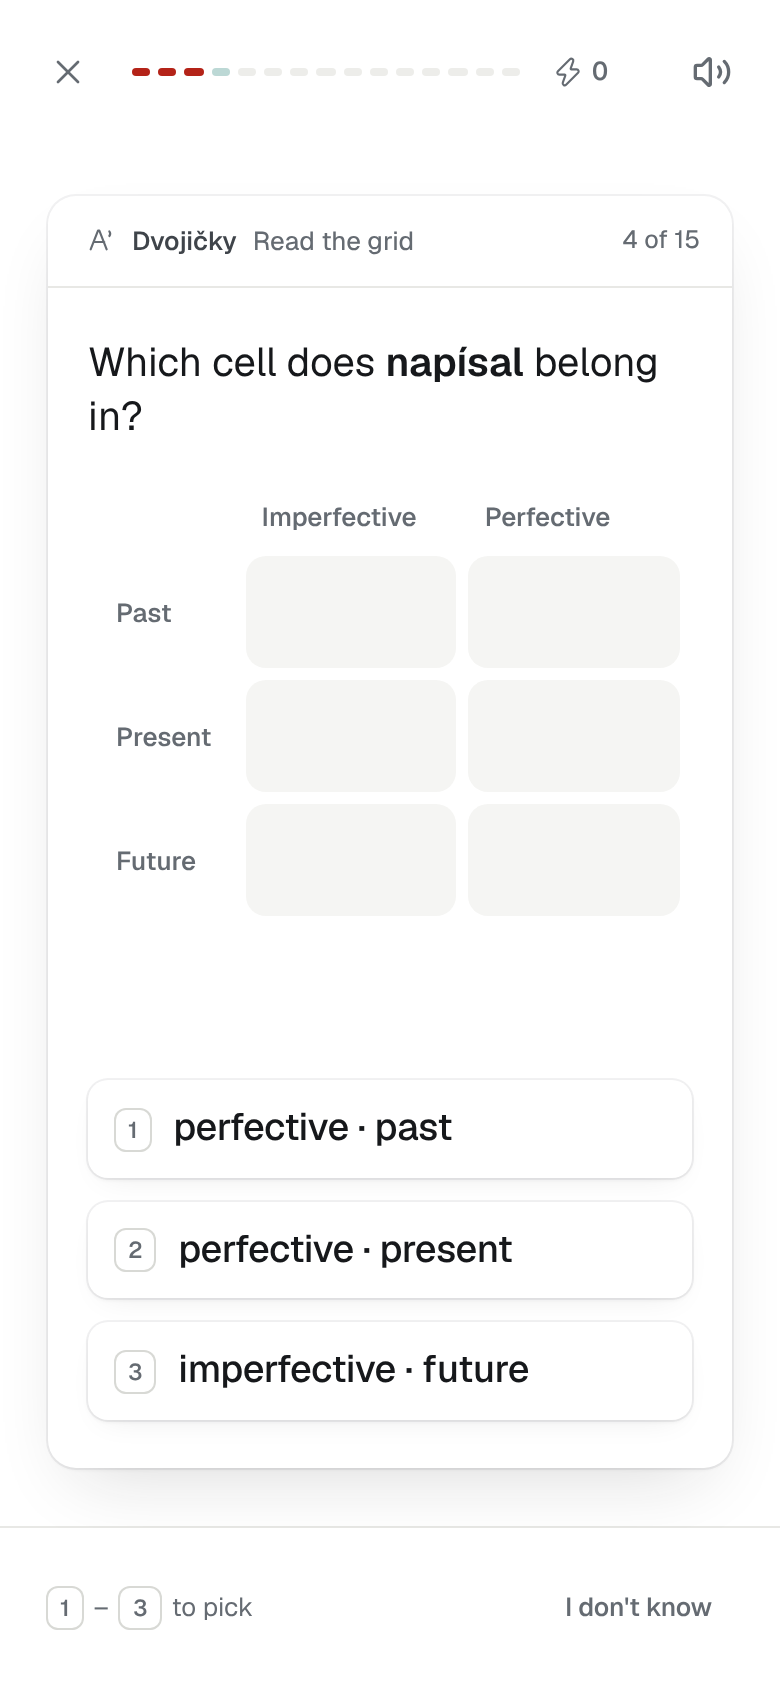 0
Dvojičky Read the grid 4 of 15
Which cell does napísal belong
in?
Imperfective Perfective
Past
Present
Future
1 perfective · past
2 perfective · present
3 imperfective · future
1 – 3 to pick I don't know